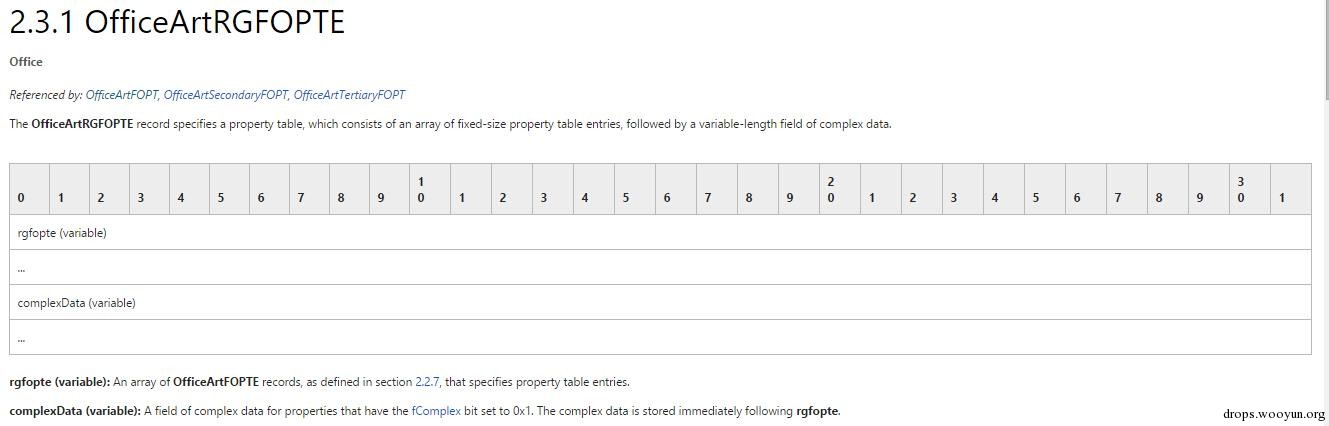 2.3.1 OfficeArtRGFOPTE
Office
Referenced by: OfficeArtFOPT, OfficeArtSecondaryFOPT, OfficeArtTertiaryFOPT
The OfficeArtRGFOPTE record specifies a property table, which consists of an array of fixed-size property table entries, followed by a variable-length field of complex data.
0 1 2 3 4 5 6 7 8 9 10 1 2 3 4 5 6 7 8 9 20 1 2 3 4 5 6 7 8 9 30 1
rgfopte (variable)
...
complexData (variable)
...
rgfopte (variable): An array of OfficeArtFOPTE records, as defined in section 2.2.7, that specifies property table entries.
complexData (variable): A field of complex data for properties that have the fComplex bit set to 0x1. The complex data is stored immediately following rgfopte.
drops.wooyun.org